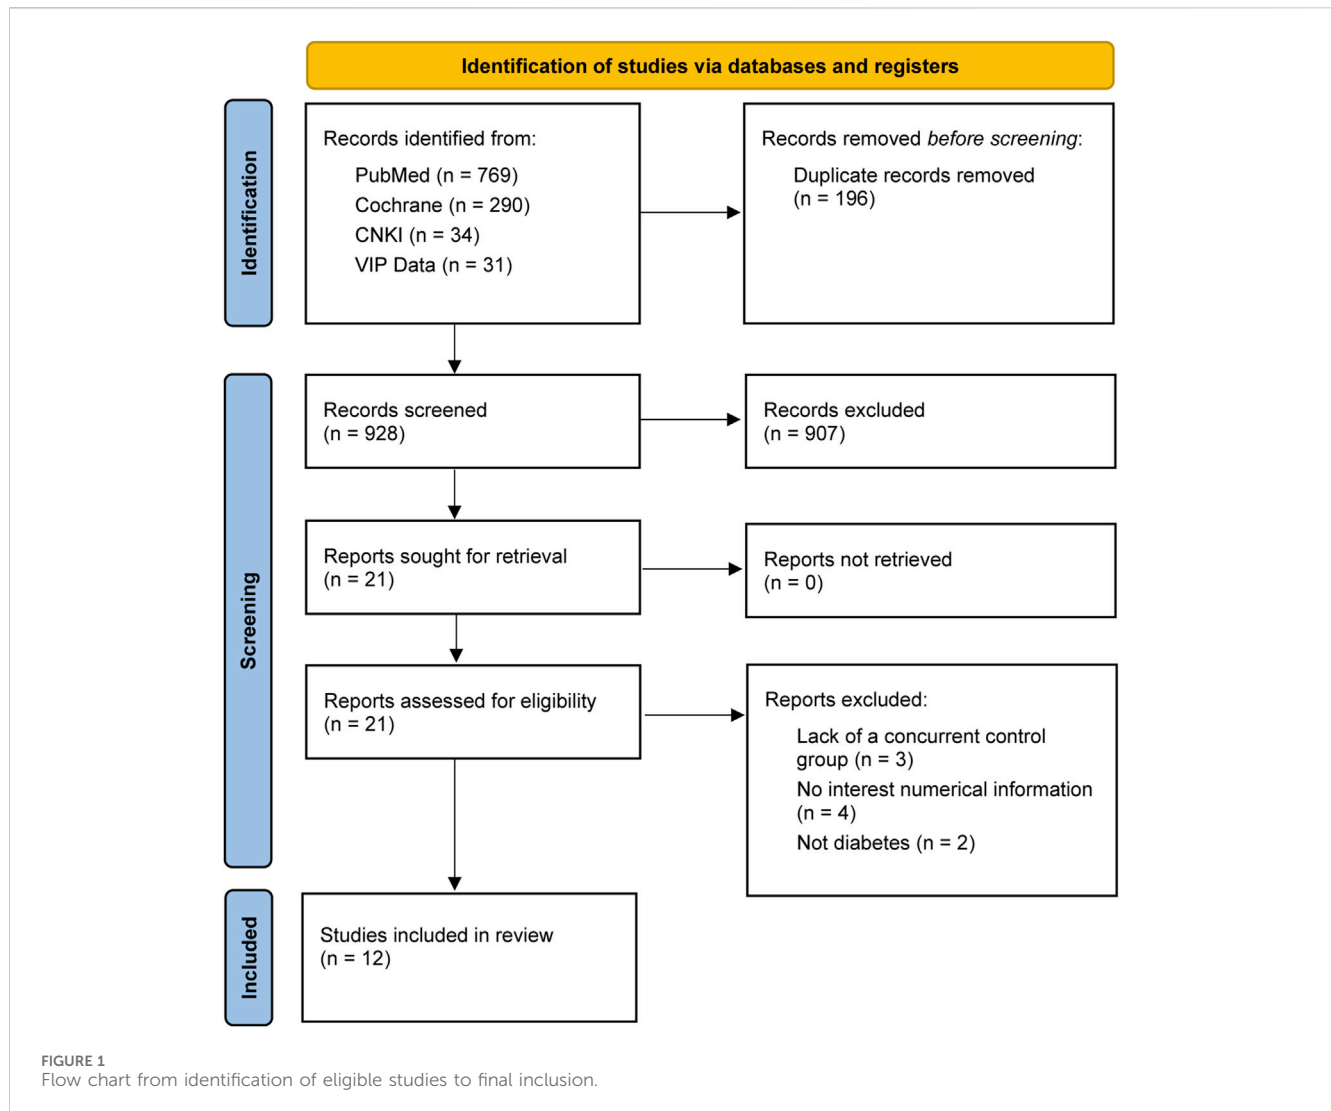 Identification of studies via databases and registers
Identification
Records identified from:
PubMed (n = 769)
Cochrane (n = 290)
CNKI (n = 34)
VIP Data (n = 31)
Records removed before screening:
Duplicate records removed
(n = 196)
Screening
Records screened
(n = 928)
Records excluded
(n = 907)
Reports sought for retrieval
(n = 21)
Reports not retrieved
(n = 0)
Reports assessed for eligibility
(n = 21)
Reports excluded:
Lack of a concurrent control
group (n = 3)
No interest numerical information
(n = 4)
Not diabetes (n = 2)
Included
Studies included in review
(n = 12)
FIGURE 1
Flow chart from identification of eligible studies to final inclusion.